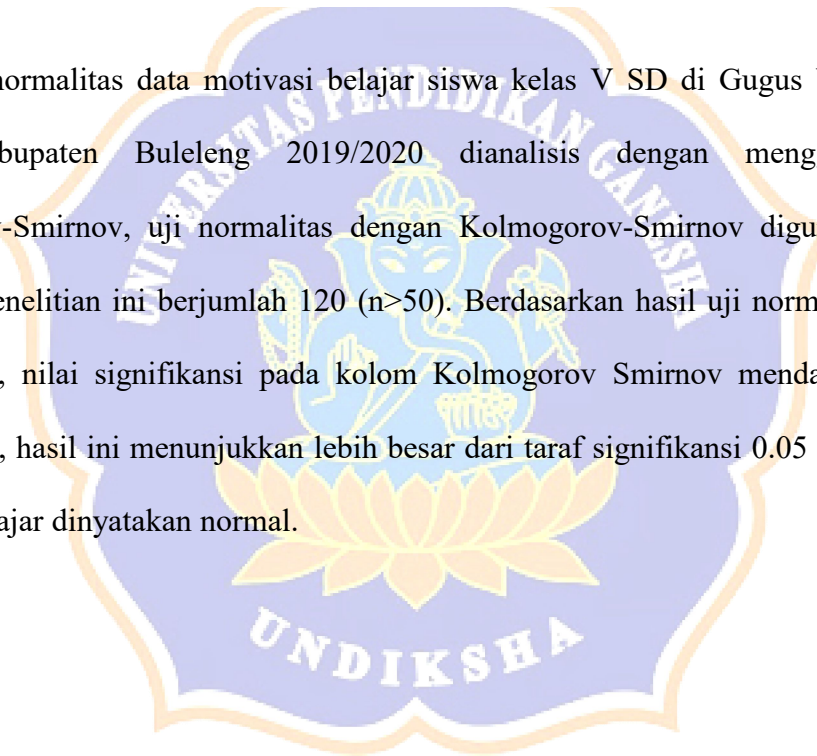 normalitas data motivasi belajar siswa kelas V SD di Gugus
bupaten Buleleng 2019/2020 dianalisis dengan meng
-Smirnov, uji normalitas dengan Kolmogorov-Smirnov digu
enelitian ini berjumlah 120 (n>50). Berdasarkan hasil uji norm
, nilai signifikansi pada kolom Kolmogorov Smirnov menda
, hasil ini menunjukkan lebih besar dari taraf signifikansi 0.05
ajar dinyatakan normal.
UNIVERSITAS PENDIDIKAN GANESHA
UNDIKSHA